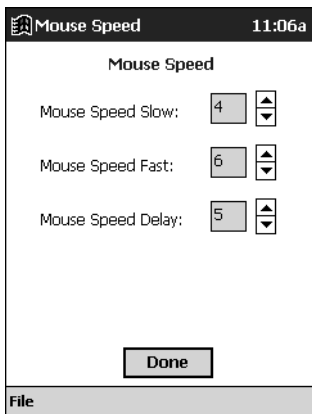 Mouse Speed 11:06a
Mouse Speed
Mouse Speed Slow: 4
Mouse Speed Fast: 6
Mouse Speed Delay: 5
Done
File